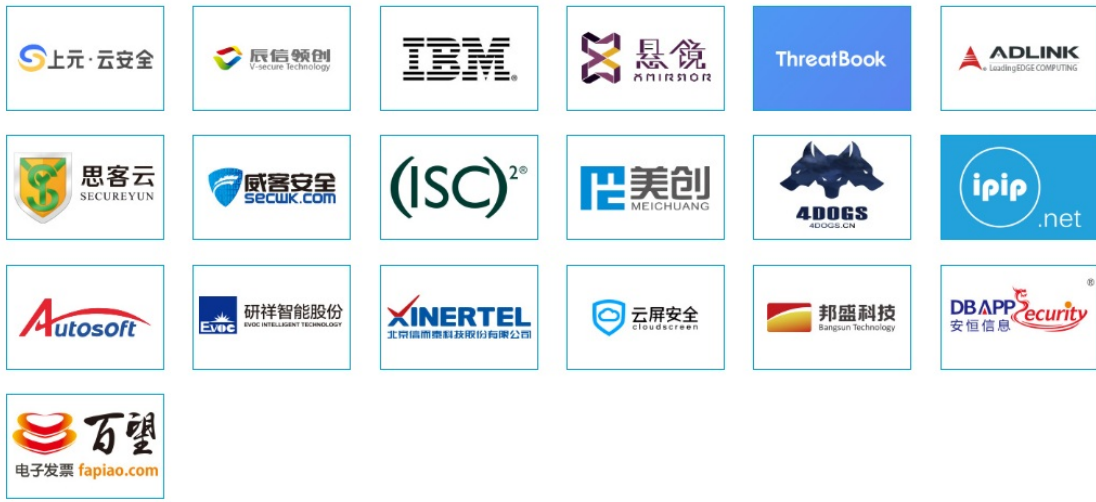 上元·云安全
辰信领创
V-secure Technology
IBM®
悬镜
XMIRROR
ThreatBook
ADLINK
Leading EDGE COMPUTING
思客云
SECUREYUN
威客安全
secwk.com
(ISC)²®
美创
MEICHUANG
4DOGS
4DOGS.CN
ipip
.net
Autosoft
EVOC
研祥智能股份
EVOC INTELLIGENT TECHNOLOGY
XINERTEL
北京信而泰科技股份有限公司
云屏安全
cloudscreen
邦盛科技
Bangsun Technology
DBAPPSecurity®
安恒信息
百望
电子发票 fapiao.com